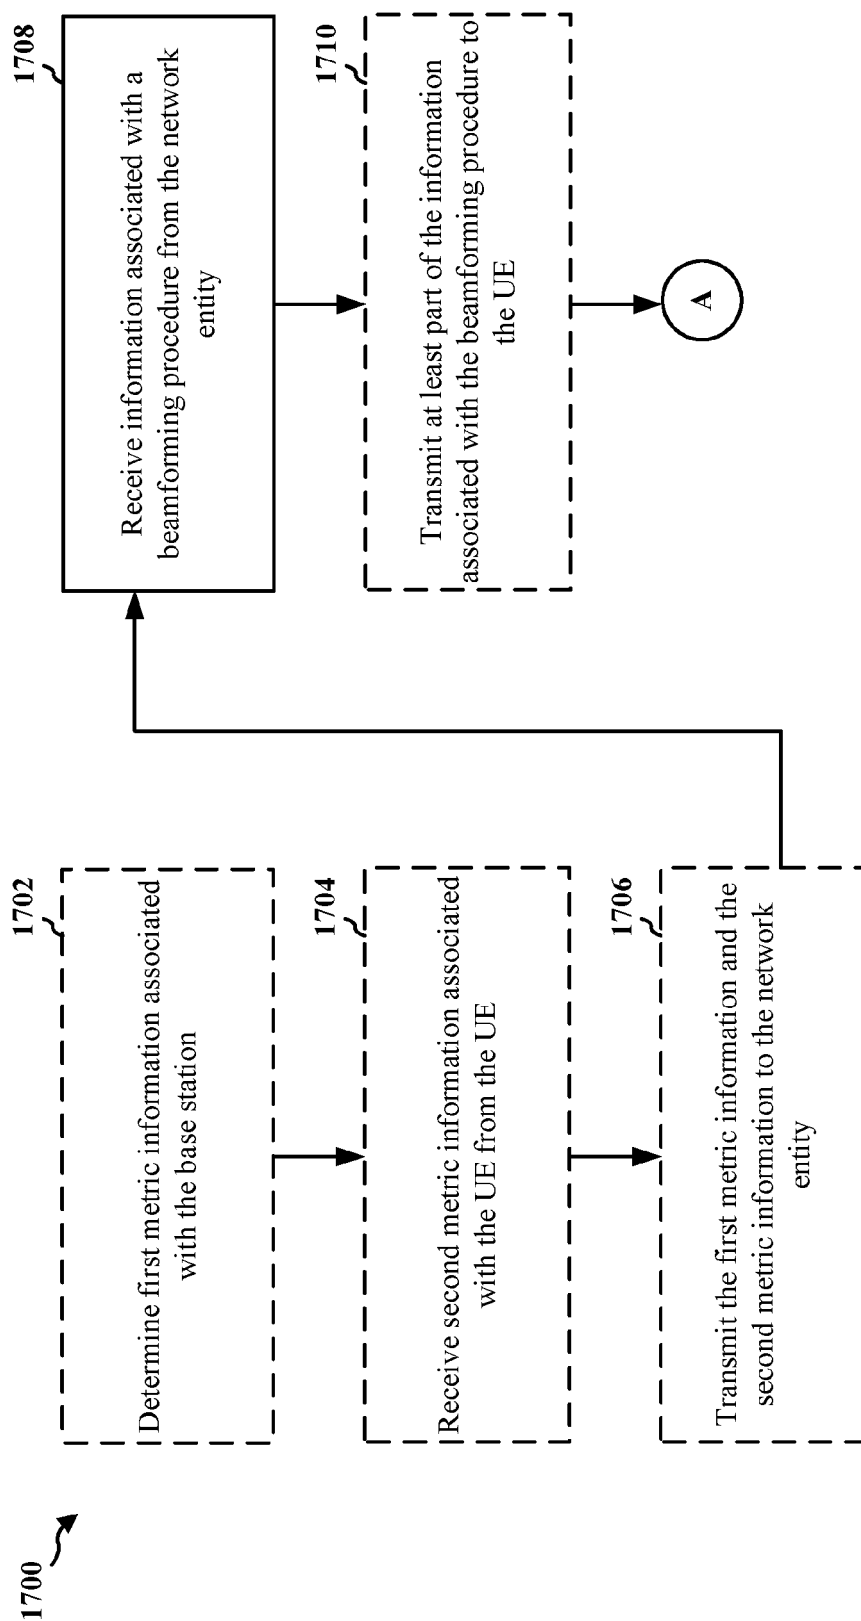 1700
1702
Determine first metric information associated
with the base station
1704
Receive second metric information associated
with the UE from the UE
1706
Transmit the first metric information and the
second metric information to the network
entity
1708
Receive information associated with a
beamforming procedure from the network
entity
1710
Transmit at least part of the information
associated with the beamforming procedure to
the UE
A